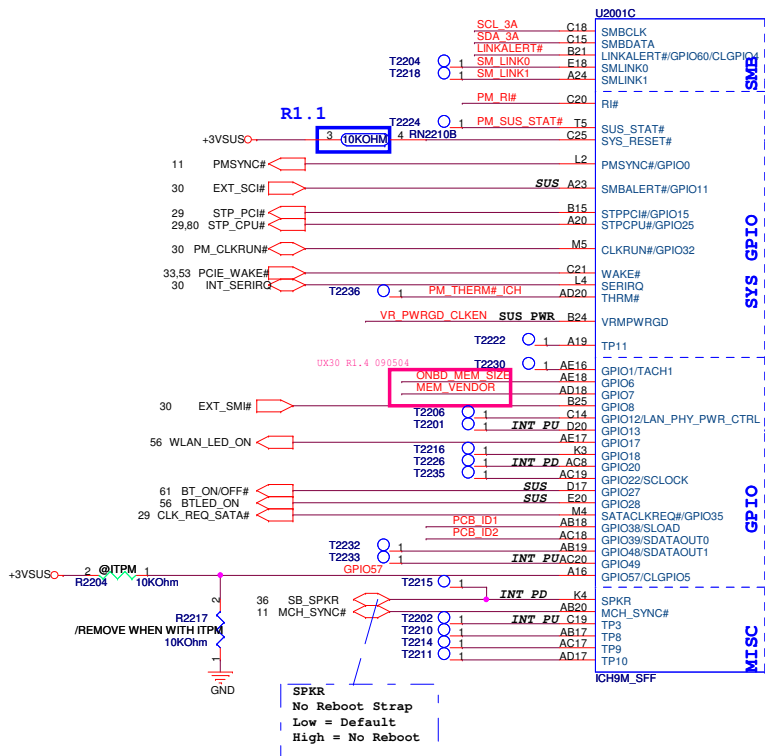 U2001C
SCL_3A C18 SMBCLK
SDA_3A C15 SMBDATA
LINKALERT# B21 LINKALERT#/GPIO60/CLGPIO4
T2204 1 SM_LINK0 E18 SMLINK0
T2218 1 SM_LINK1 A24 SMLINK1
SMB
PM_RI# C20 RI#
R1.1
T2224 1 PM_SUS_STAT# T5 SUS_STAT#
+3VSUS 3 10KOHM 4 RN2210B C25 SYS_RESET#
11 PMSYNC# L2 PMSYNC#/GPIO0
30 EXT_SCI# SUS A23 SMBALERT#/GPIO11
29 STP_PCI# B15 STPPCI#/GPIO15
29,80 STP_CPU# A20 STPCPU#/GPIO25
30 PM_CLKRUN# M5 CLKRUN#/GPIO32
SYS GPIO
33,53 PCIE_WAKE# C21 WAKE#
30 INT_SERIRQ L4 SERIRQ
T2236 1 PM_THERM#_ICH AD20 THRM#
VR_PWRGD_CLKEN SUS PWR B24 VRMPWRGD
T2222 1 A19 TP11
UX30 R1.4 090504
T2230 1 AE16 GPIO1/TACH1
ONBD_MEM_SIZE AE18 GPIO6
MEM_VENDOR AD18 GPIO7
30 EXT_SMI# B25 GPIO8
T2206 1 C14 GPIO12/LAN_PHY_PWR_CTRL
T2201 1 INT PU D20 GPIO13
56 WLAN_LED_ON AE17 GPIO17
T2216 1 K3 GPIO18
T2226 1 INT PD AC8 GPIO20
T2235 1 AC19 GPIO22/SCLOCK
61 BT_ON/OFF# SUS D17 GPIO27
56 BTLED_ON SUS E20 GPIO28
29 CLK_REQ_SATA# M4 SATACLKREQ#/GPIO35
PCB_ID1 AB18 GPIO38/SLOAD
PCB_ID2 AC18 GPIO39/SDATAOUT0
T2232 1 AB19 GPIO48/SDATAOUT1
T2233 1 INT PU AC20 GPIO49
GPIO
+3VSUS 2 @ITPM 1 GPIO57 A16 GPIO57/CLGPIO5
R2204 10KOhm
T2215 1
36 SB_SPKR INT PD K4 SPKR
11 MCH_SYNC# AB20 MCH_SYNC#
T2202 1 INT PU C19 TP3
T2210 1 AB17 TP8
T2214 1 AC17 TP9
T2211 1 AD17 TP10
MISC
2
R2217
/REMOVE WHEN WITH ITPM
10KOhm
1
GND
ICH9M_SFF
SPKR
No Reboot Strap
Low = Default
High = No Reboot